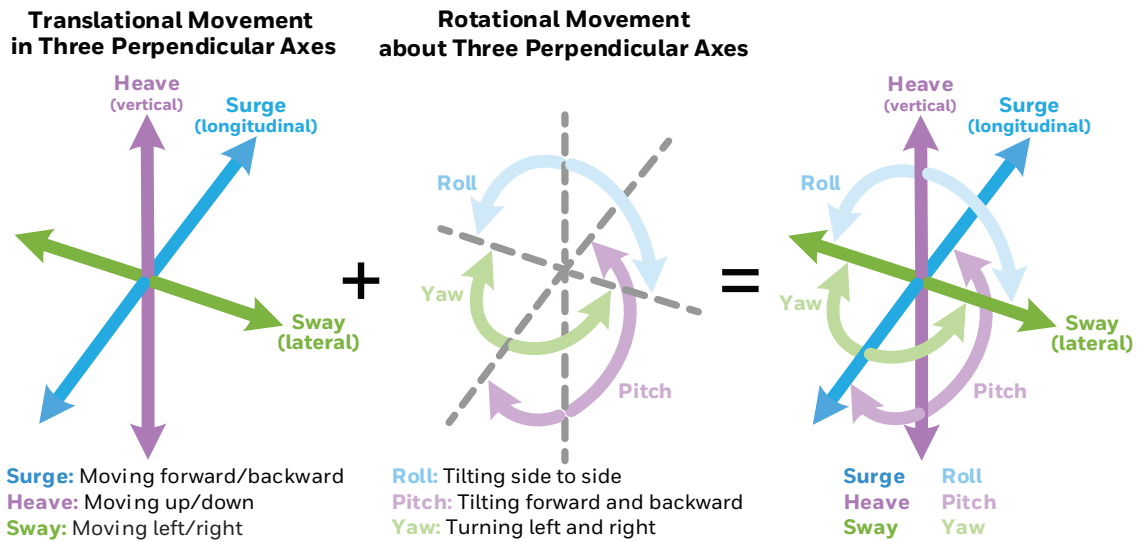 Translational Movement
in Three Perpendicular Axes
Heave
(vertical)
Surge
(longitudinal)
Sway
(lateral)
Surge: Moving forward/backward
Heave: Moving up/down
Sway: Moving left/right
+
Rotational Movement
about Three Perpendicular Axes
Roll
Yaw
Pitch
Roll: Tilting side to side
Pitch: Tilting forward and backward
Yaw: Turning left and right
=
Heave
(vertical)
Surge
(longitudinal)
Roll
Yaw
Sway
(lateral)
Pitch
Surge Roll
Heave Pitch
Sway Yaw